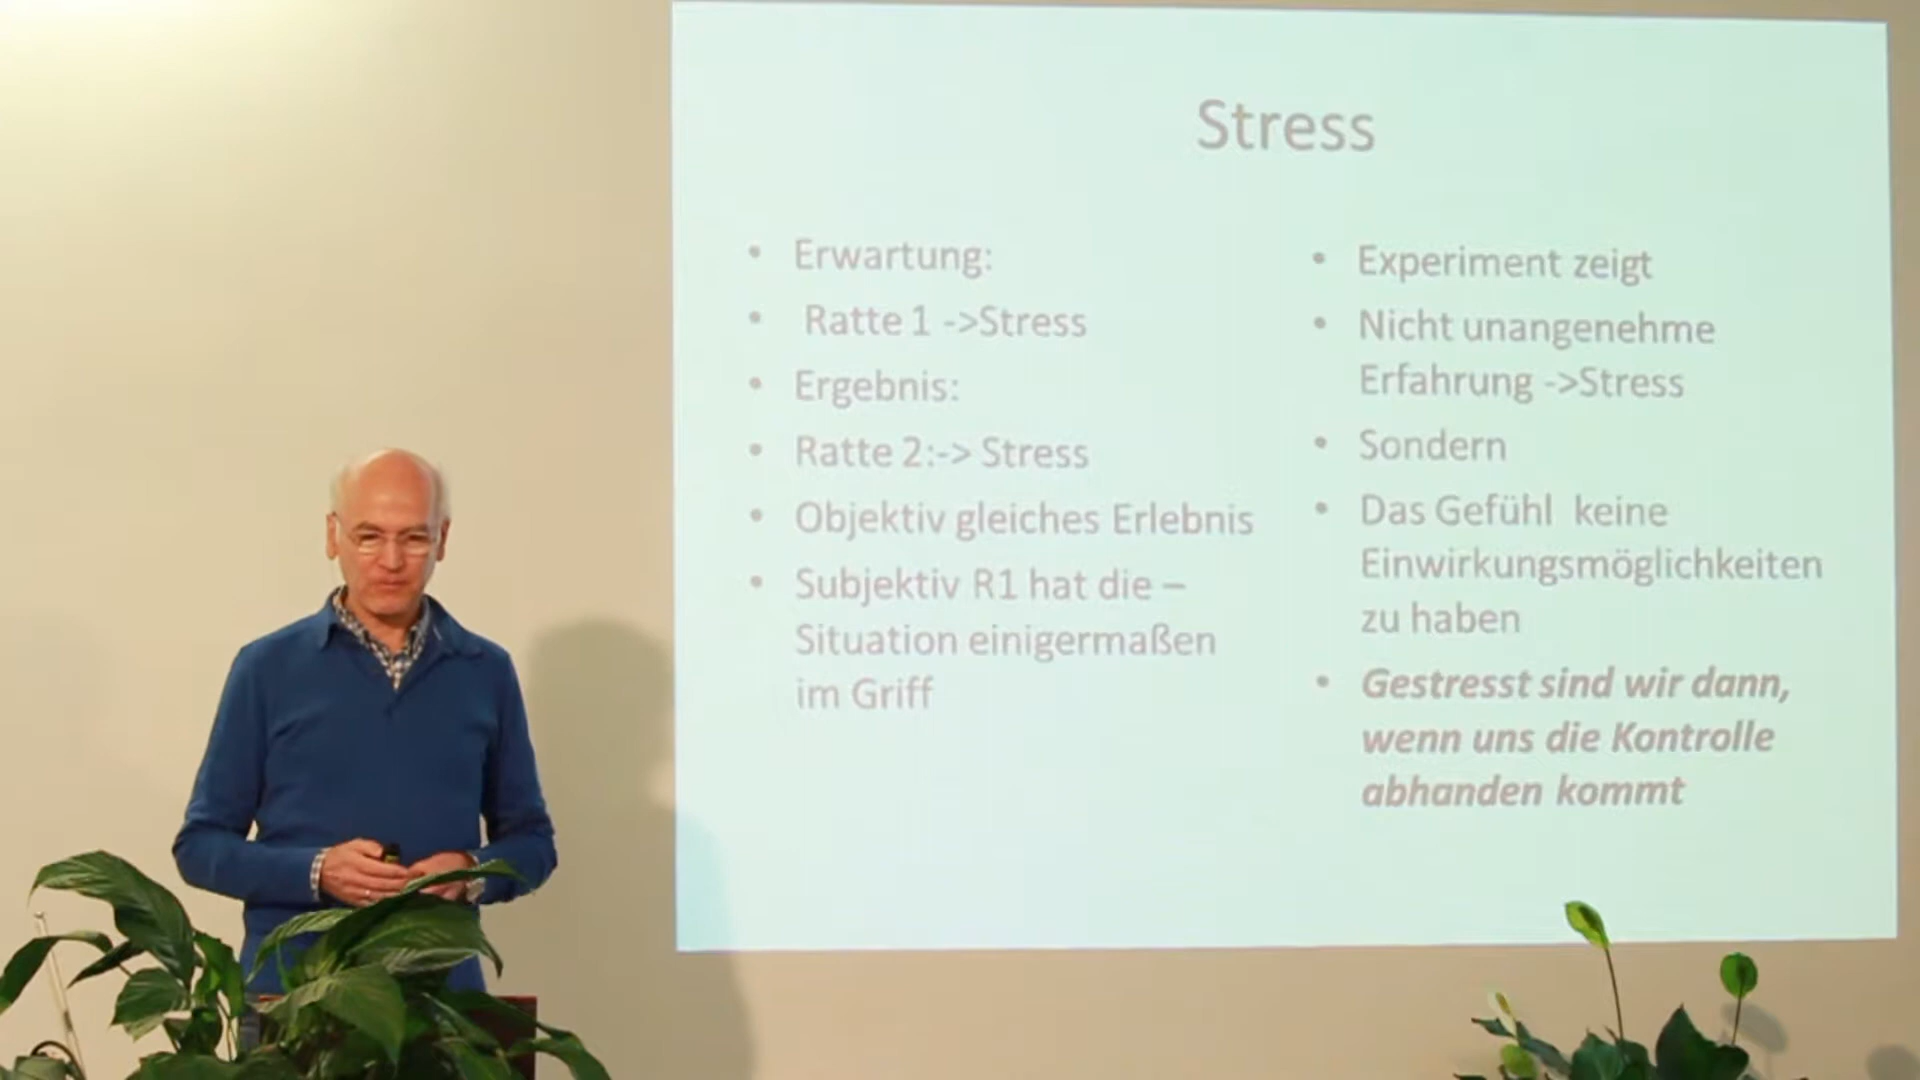 Stress
• Erwartung:
• Ratte 1 ->Stress
• Ergebnis:
• Ratte 2:-> Stress
• Objektiv gleiches Erlebnis
• Subjektiv R1 hat die –
Situation einigermaßen
im Griff
• Experiment zeigt
• Nicht unangenehme
Erfahrung ->Stress
• Sondern
• Das Gefühl keine
Einwirkungsmöglichkeiten
zu haben
• Gestresst sind wir dann,
wenn uns die Kontrolle
abhanden kommt